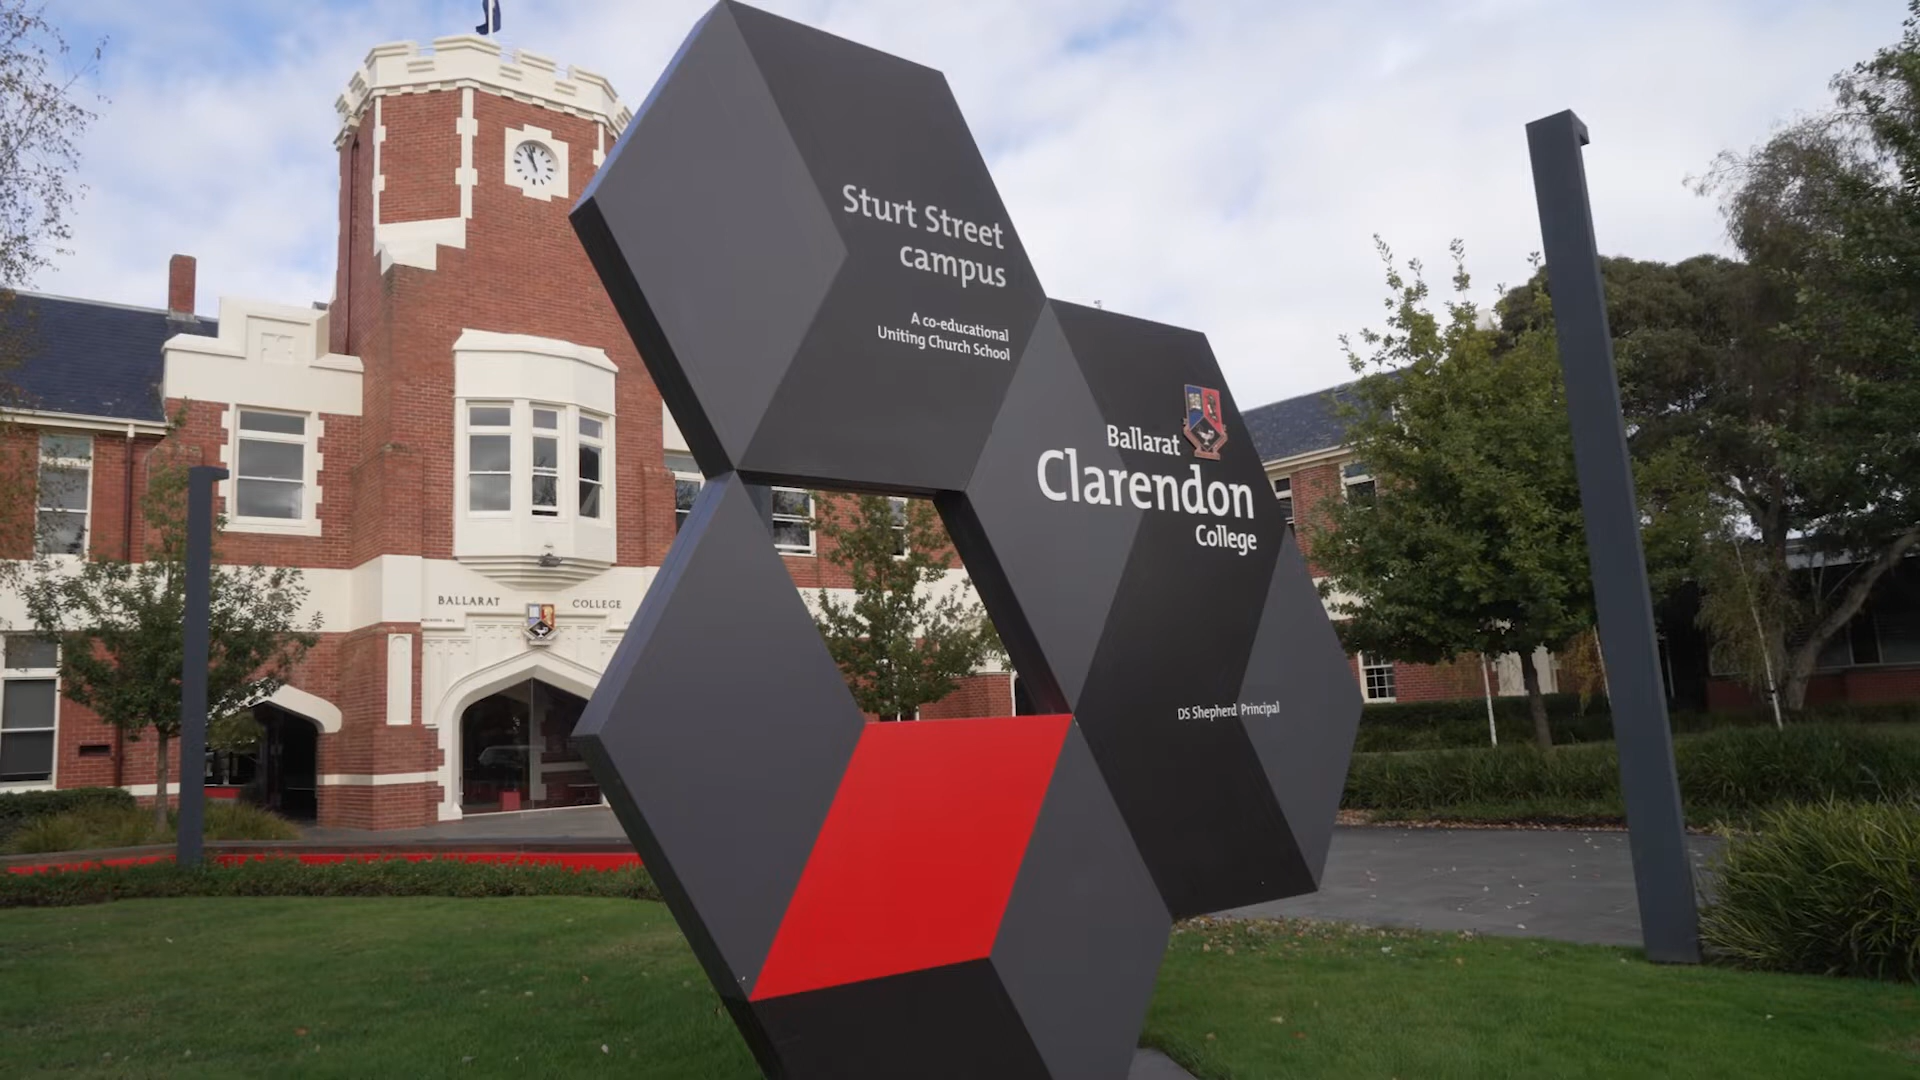 Sturt Street
campus
A co-educational
Uniting Church School
Ballarat
Clarendon
College
DS Shepherd Principal
BALLARAT COLLEGE